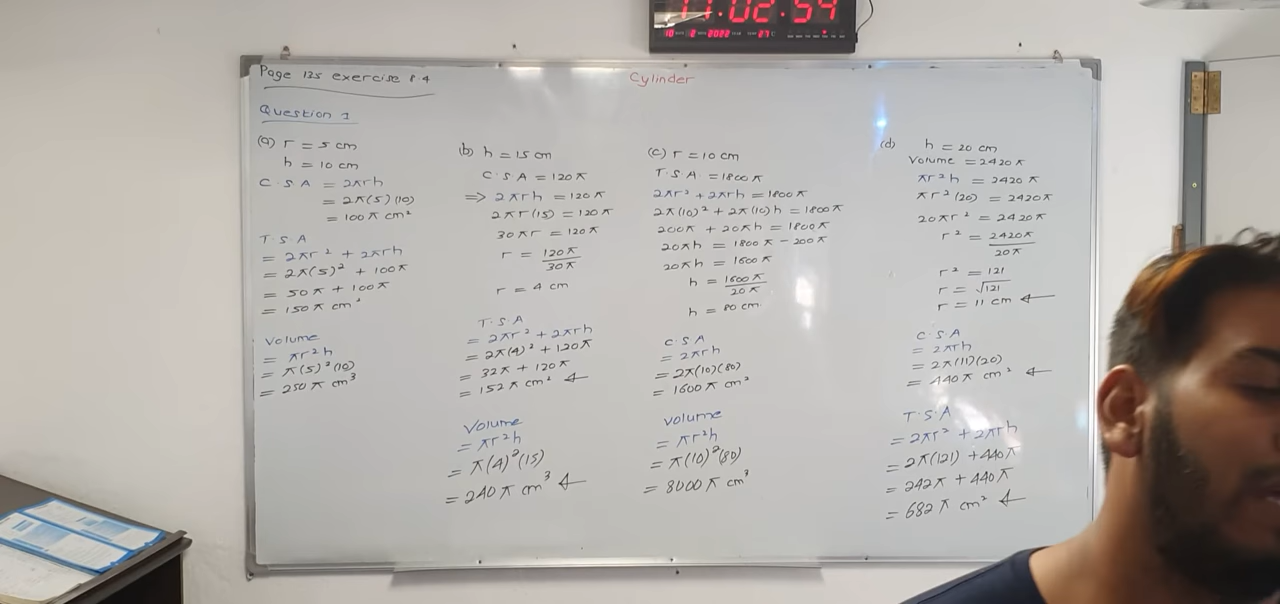 11:02:59
10 2 2022 27°C
Page 125 exercise 8.4
Cylinder
Question 1
(a) r = 5 cm
h = 10 cm
C.S.A = 2πrh
= 2π(5)(10)
= 100π cm²
T.S.A
= 2πr² + 2πrh
= 2π(5)² + 100π
= 50π + 100π
= 150π cm²
Volume
= πr²h
= π(5)²(10)
= 250π cm³
(b) h = 15 cm
C.S.A = 120π
⇒ 2πrh = 120π
2πr(15) = 120π
30πr = 120π
r = 120π/30π
r = 4 cm
T.S.A
= 2πr² + 2πrh
= 2π(4)² + 120π
= 32π + 120π
= 152π cm² ←
Volume
= πr²h
= π(4)²(15)
= 240π cm³ ←
(c) r = 10 cm
T.S.A. = 1800π
2πr² + 2πrh = 1800π
2π(10)² + 2π(10)h = 1800π
200π + 20πh = 1800π
20πh = 1800π - 200π
20πh = 1600π
h = 1600π/20π
h = 80 cm
C.S.A
= 2πrh
= 2π(10)(80)
= 1600π cm²
Volume
= πr²h
= π(10)²(80)
= 8000π cm³
(d) h = 20 cm
Volume = 2420π
πr²h = 2420π
πr²(20) = 2420π
20πr² = 2420π
r² = 2420π/20π
r² = 121
r = √121
r = 11 cm ←
C.S.A
= 2πrh
= 2π(11)(20)
= 440π cm² ←
T.S.A
= 2πr² + 2πrh
= 2π(121) + 440π
= 242π + 440π
= 682π cm² ←